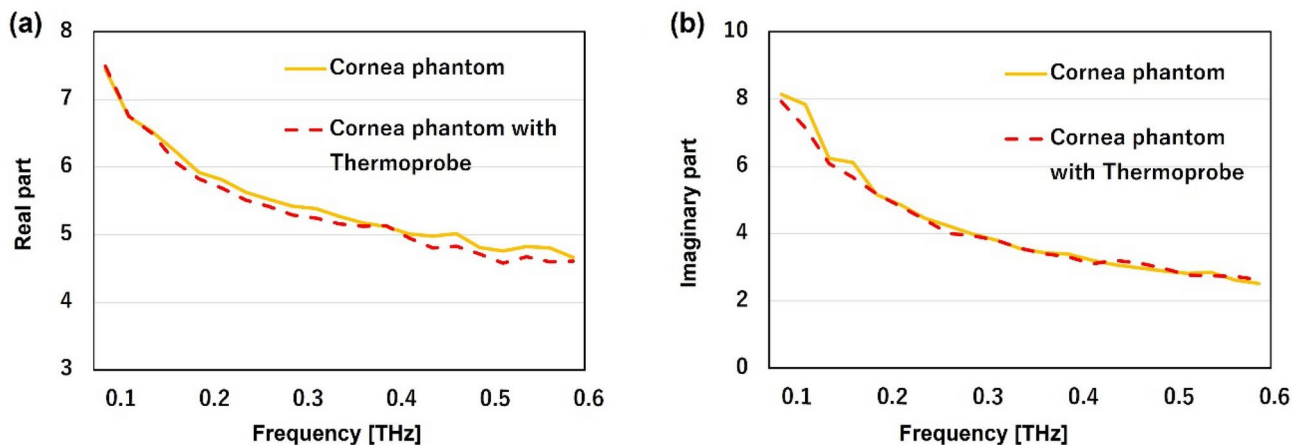 (a)
8
7
6
5
4
3
Real part
Cornea phantom
Cornea phantom with
Thermoprobe
0.1 0.2 0.3 0.4 0.5 0.6
Frequency [THz]
(b)
10
8
6
4
2
0
Imaginary part
Cornea phantom
Cornea phantom
with Thermoprobe
0.1 0.2 0.3 0.4 0.5 0.6
Frequency [THz]